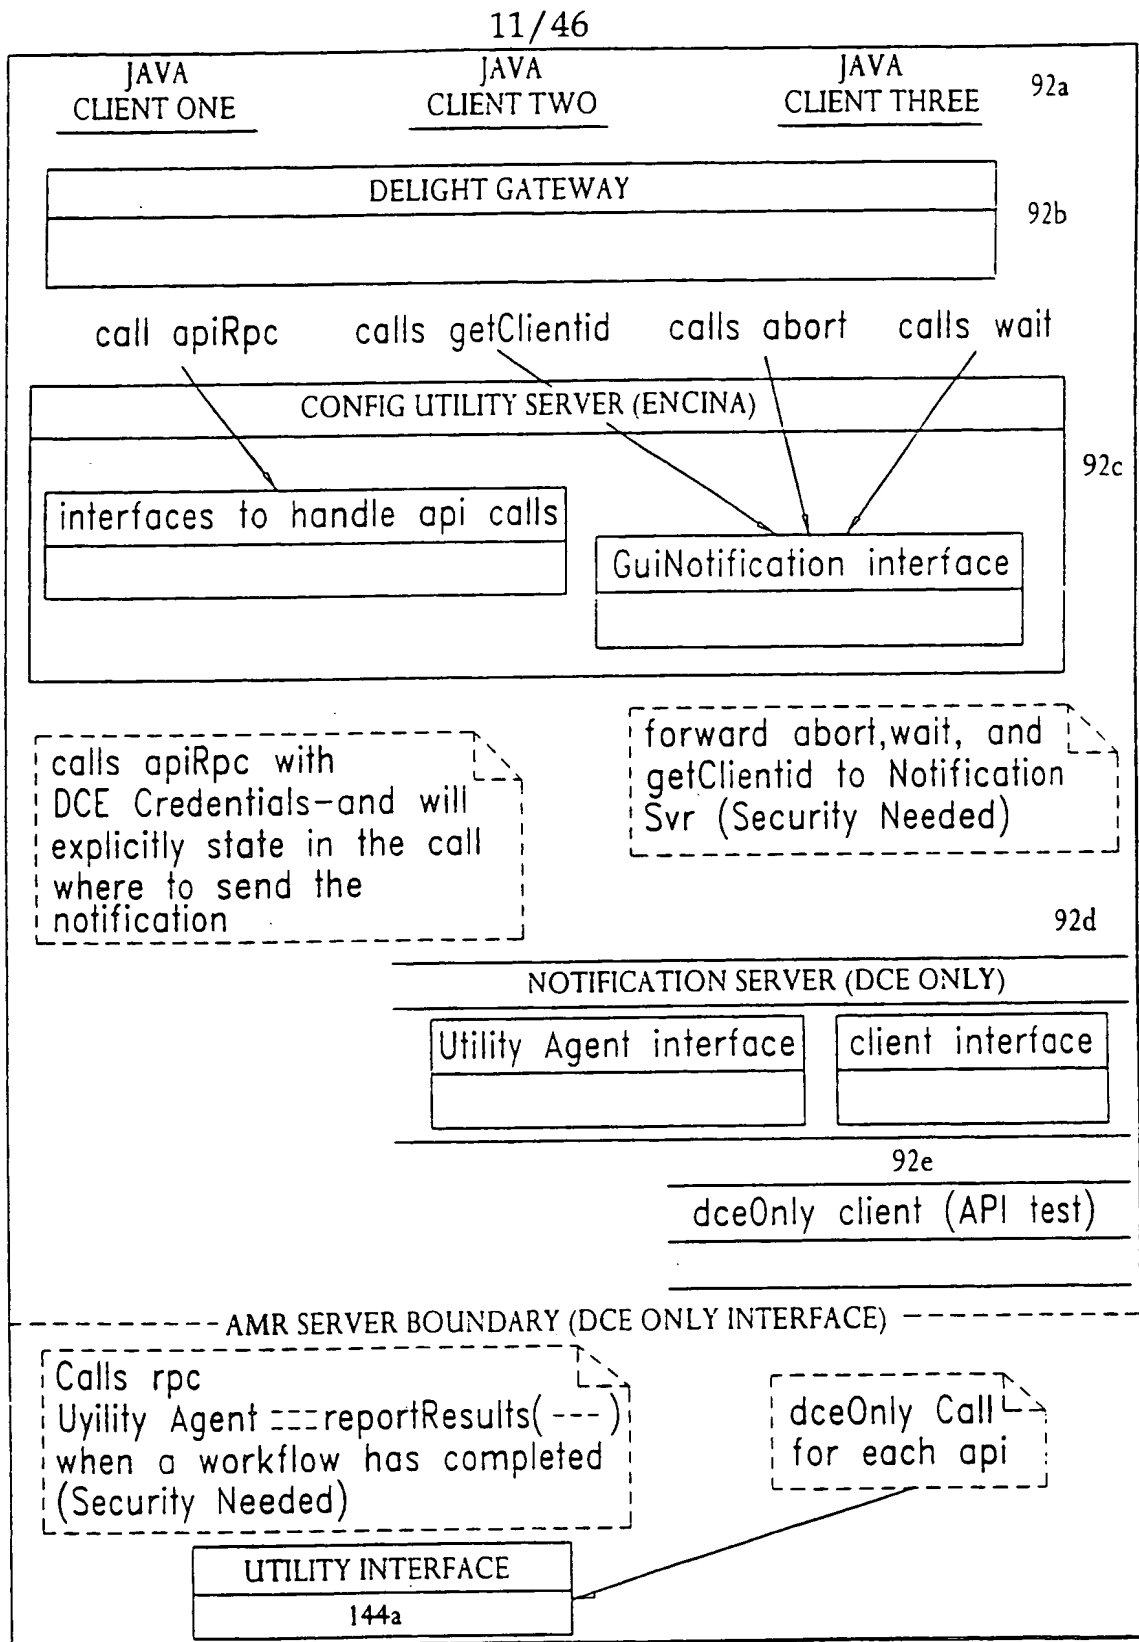 11/46
JAVA
CLIENT ONE
JAVA
CLIENT TWO
JAVA
CLIENT THREE
92a
DELIGHT GATEWAY
92b
call apiRpc
calls getClientid
calls abort
calls wait
CONFIG UTILITY SERVER (ENCINA)
92c
interfaces to handle api calls
GuiNotification interface
calls apiRpc with
DCE Credentials-and will
explicitly state in the call
where to send the
notification
forward abort,wait, and
getClientid to Notification
Svr (Security Needed)
92d
NOTIFICATION SERVER (DCE ONLY)
Utility Agent interface
client interface
92e
dceOnly client (API test)
AMR SERVER BOUNDARY (DCE ONLY INTERFACE)
Calls rpc
Uyility Agent :::reportResults(---)
when a workflow has completed
(Security Needed)
dceOnly Call
for each api
UTILITY INTERFACE
144a